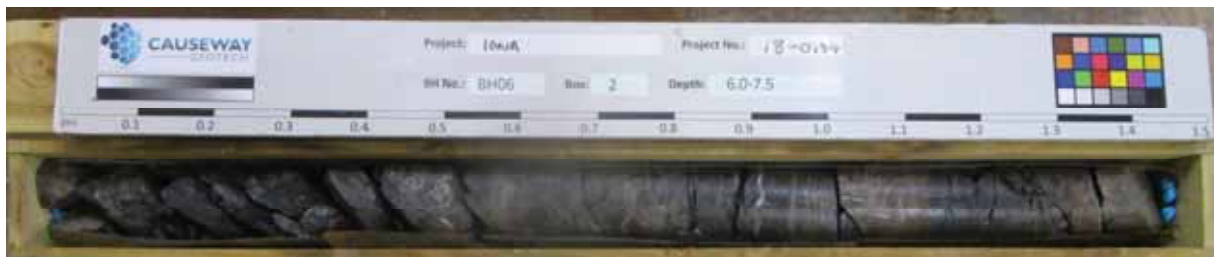 CAUSEWAY
GEOTECH
Project: IONA Project No.: 18-0134
BH No.: BH06 Box: 2 Depth: 6.0-7.5
0.1 0.2 0.3 0.4 0.5 0.6 0.7 0.8 0.9 1.0 1.1 1.2 1.3 1.4 1.5